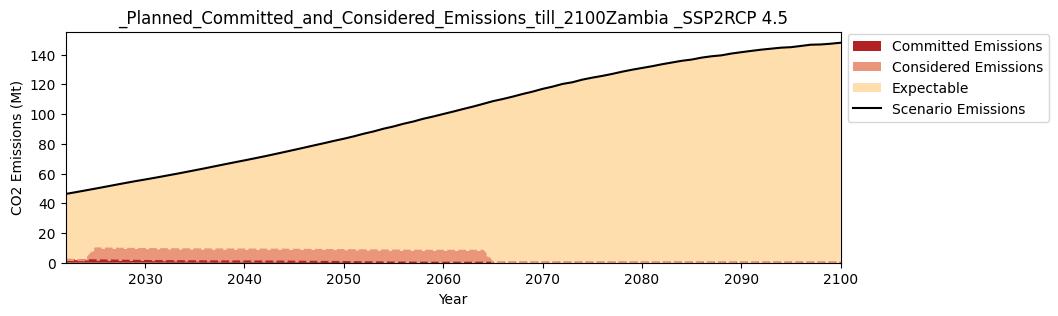 _Planned_Committed_and_Considered_Emissions_till_2100Zambia _SSP2RCP 4.5
140
120
100
80
60
40
20
0
CO2 Emissions (Mt)
2030 2040 2050 2060 2070 2080 2090 2100
Year
Committed Emissions
Considered Emissions
Expectable
Scenario Emissions